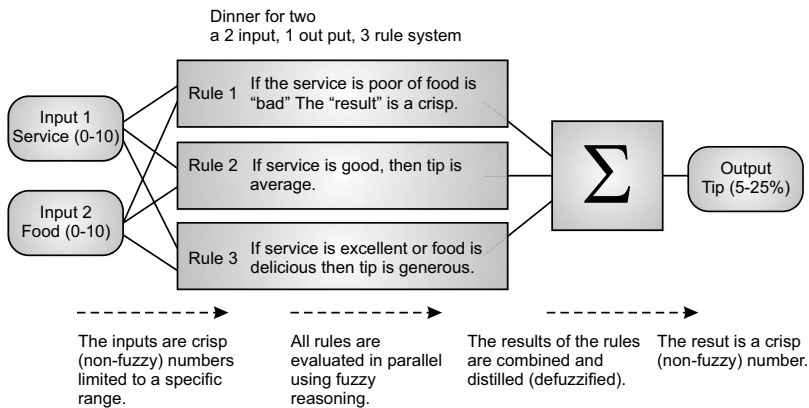 Dinner for two
a 2 input, 1 out put, 3 rule system
Input 1
Service (0-10)
Input 2
Food (0-10)
Rule 1
If the service is poor of food is
“bad” The “result” is a crisp.
Rule 2
If service is good, then tip is
average.
Rule 3
If service is excellent or food is
delicious then tip is generous.
Σ
Output
Tip (5-25%)
The inputs are crisp
(non-fuzzy) numbers
limited to a specific
range.
All rules are
evaluated in parallel
using fuzzy
reasoning.
The results of the rules
are combined and
distilled (defuzzified).
The resut is a crisp
(non-fuzzy) number.